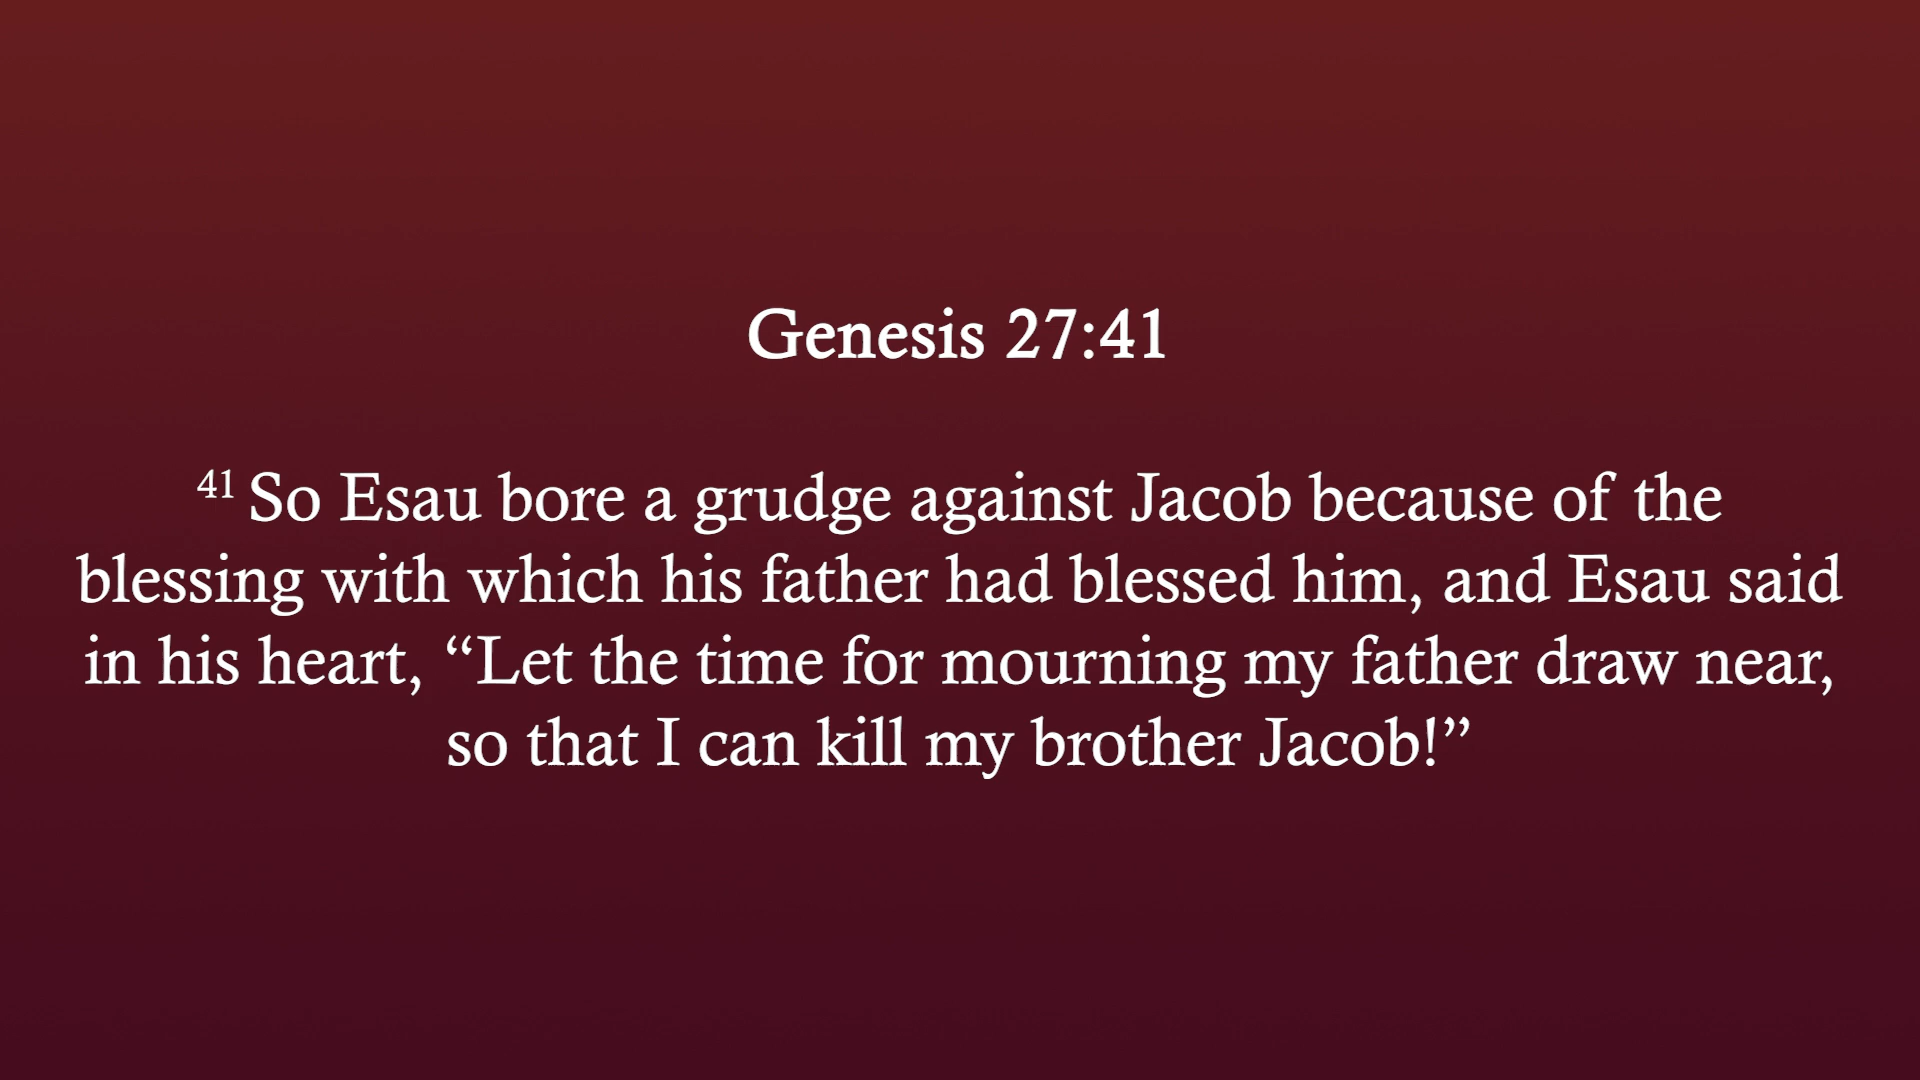 Genesis 27:41
41 So Esau bore a grudge against Jacob because of the
blessing with which his father had blessed him, and Esau said
in his heart, “Let the time for mourning my father draw near,
so that I can kill my brother Jacob!”